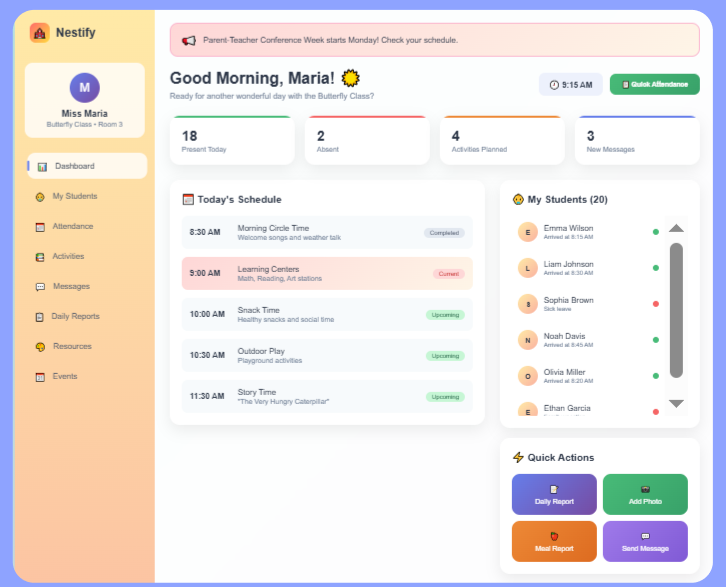 Nestify
M
Miss Maria
Butterfly Class • Room 3
Dashboard
My Students
Attendance
Activities
Messages
Daily Reports
Resources
Events
Parent-Teacher Conference Week starts Monday! Check your schedule.
Good Morning, Maria!
Ready for another wonderful day with the Butterfly Class?
9:15 AM
Quick Attendance
18
Present Today
2
Absent
4
Activities Planned
3
New Messages
Today's Schedule
8:30 AM
Morning Circle Time
Welcome songs and weather talk
Completed
9:00 AM
Learning Centers
Math, Reading, Art stations
Current
10:00 AM
Snack Time
Healthy snacks and social time
Upcoming
10:30 AM
Outdoor Play
Playground activities
Upcoming
11:30 AM
Story Time
"The Very Hungry Caterpillar"
Upcoming
My Students (20)
E
Emma Wilson
Arrived at 8:15 AM
L
Liam Johnson
Arrived at 8:30 AM
S
Sophia Brown
Sick leave
N
Noah Davis
Arrived at 8:45 AM
O
Olivia Miller
Arrived at 8:20 AM
E
Ethan Garcia
Quick Actions
Daily Report
Add Photo
Meal Report
Send Message